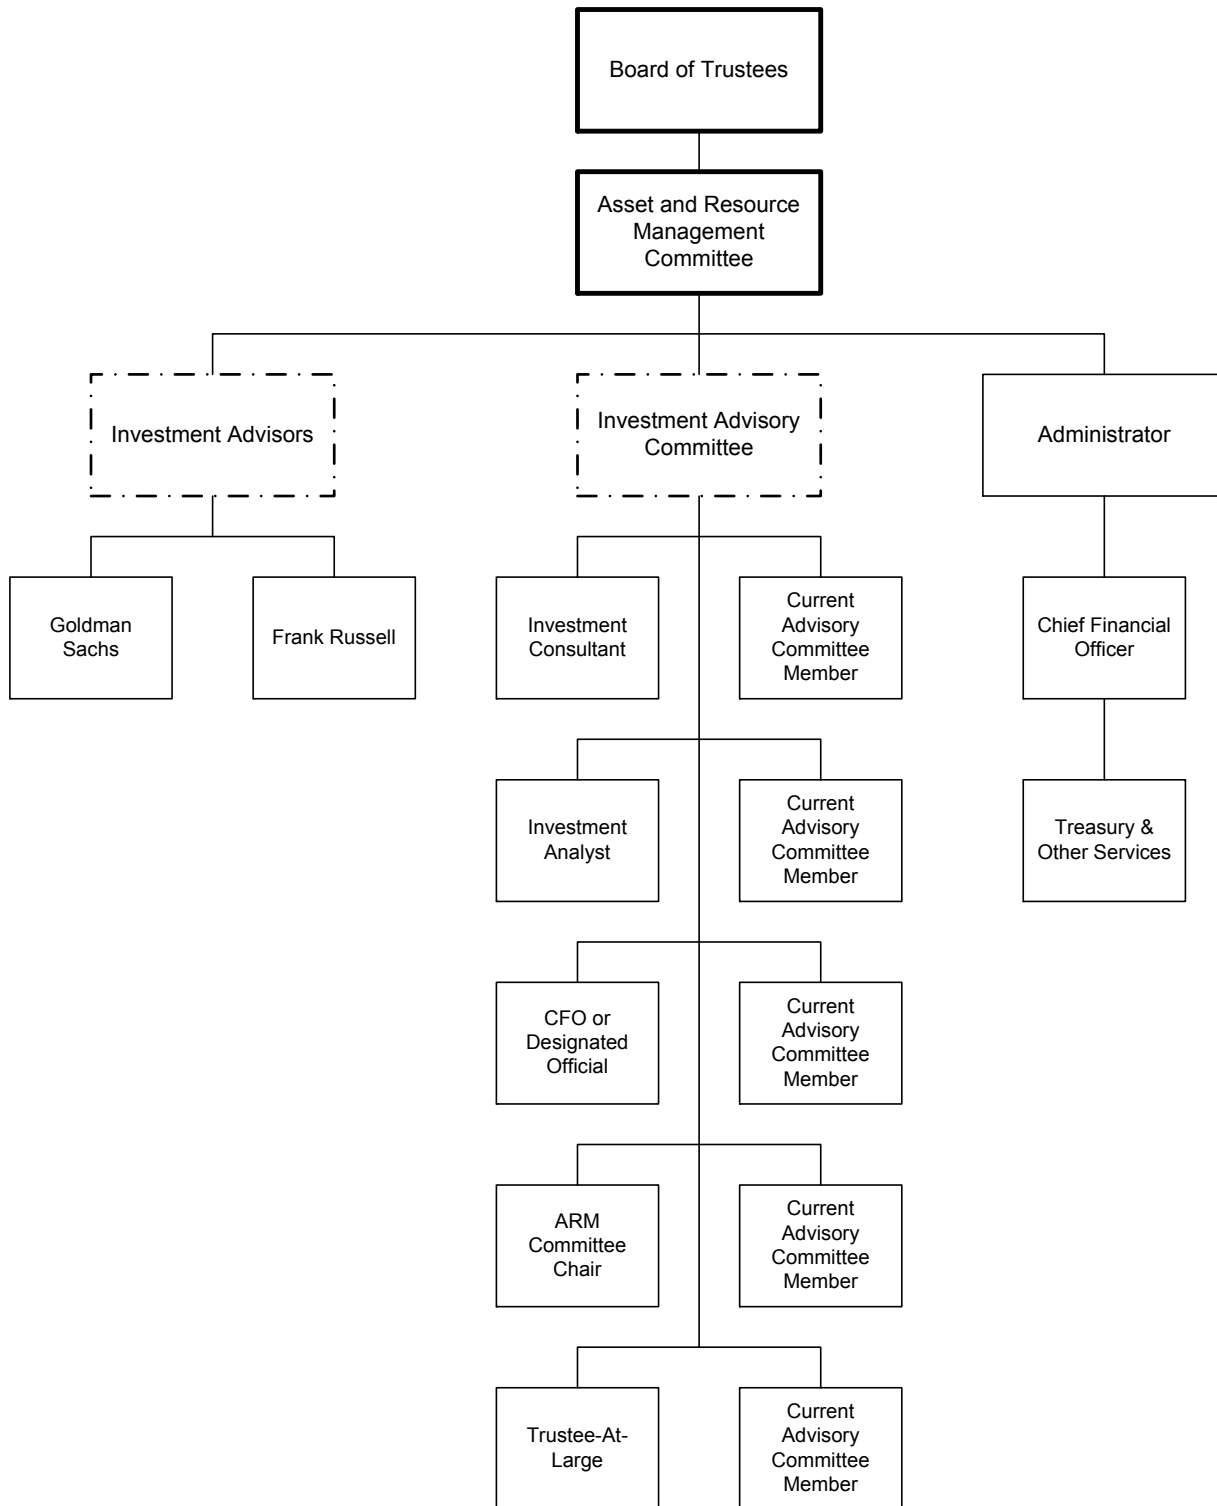 Board of Trustees
Asset and Resource
Management
Committee
Investment Advisors
Investment Advisory
Committee
Administrator
Goldman
Sachs
Frank Russell
Investment
Consultant
Current
Advisory
Committee
Member
Chief Financial
Officer
Investment
Analyst
Current
Advisory
Committee
Member
Treasury &
Other Services
CFO or
Designated
Official
Current
Advisory
Committee
Member
ARM
Committee
Chair
Current
Advisory
Committee
Member
Trustee-At-
Large
Current
Advisory
Committee
Member